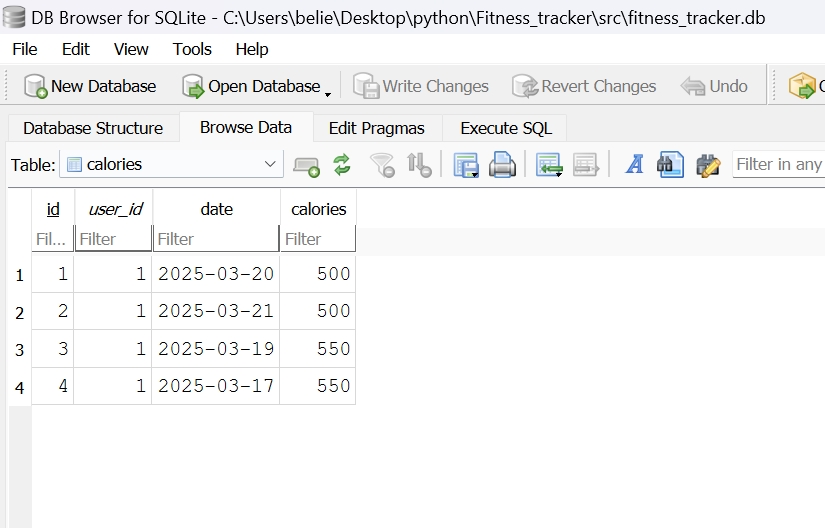 DB Browser for SQLite - C:\Users\belie\Desktop\python\Fitness_tracker\src\fitness_tracker.db
File Edit View Tools Help
New Database Open Database Write Changes Revert Changes Undo
Database Structure Browse Data Edit Pragmas Execute SQL
Table: calories Filter in any
id user_id date calories
Fil... Filter Filter Filter
1 1 1 2025-03-20 500
2 2 1 2025-03-21 500
3 3 1 2025-03-19 550
4 4 1 2025-03-17 550